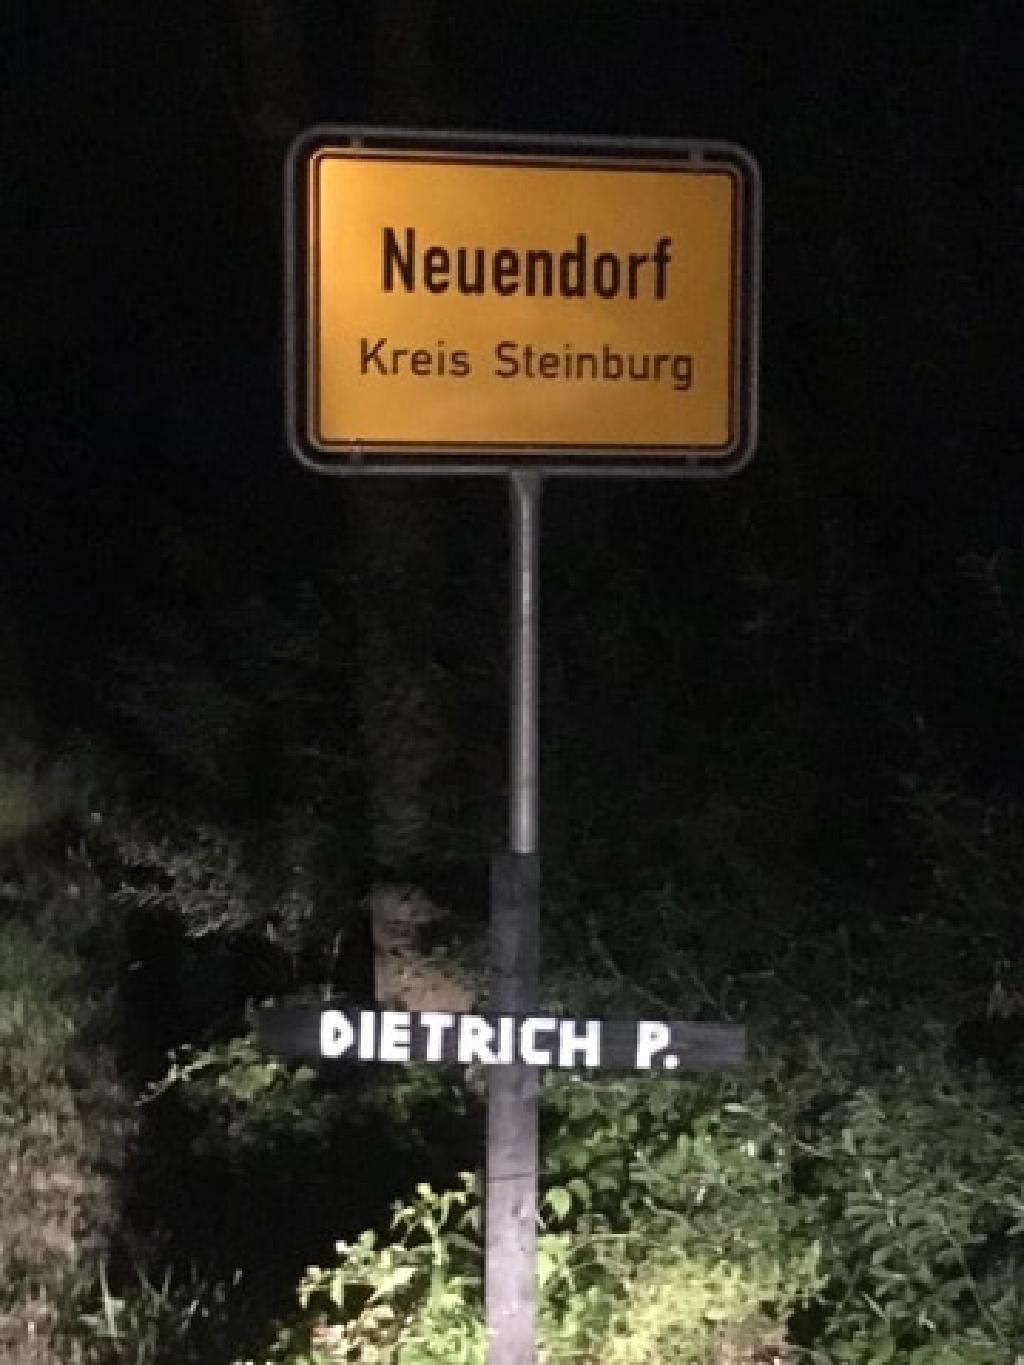 Neuendorf
Kreis Steinburg
DIETRICH P.